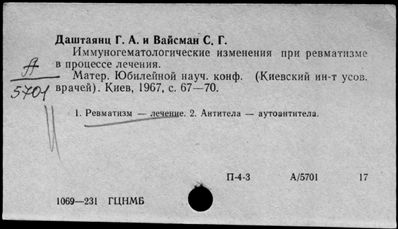 Даштаянц Г. А. и Вайсман С. Г.
Иммуногематологические изменения при ревматизме
в процессе лечения.
А
5701
Матер. Юбилейной науч. конф. (Киевский ин-т усов.
врачей). Киев, 1967, с. 67—70.
1. Ревматизм — лечение. 2. Антитела — аутоантитела.
П-4-3 А/5701 17
1069—231 ГЦНМБ